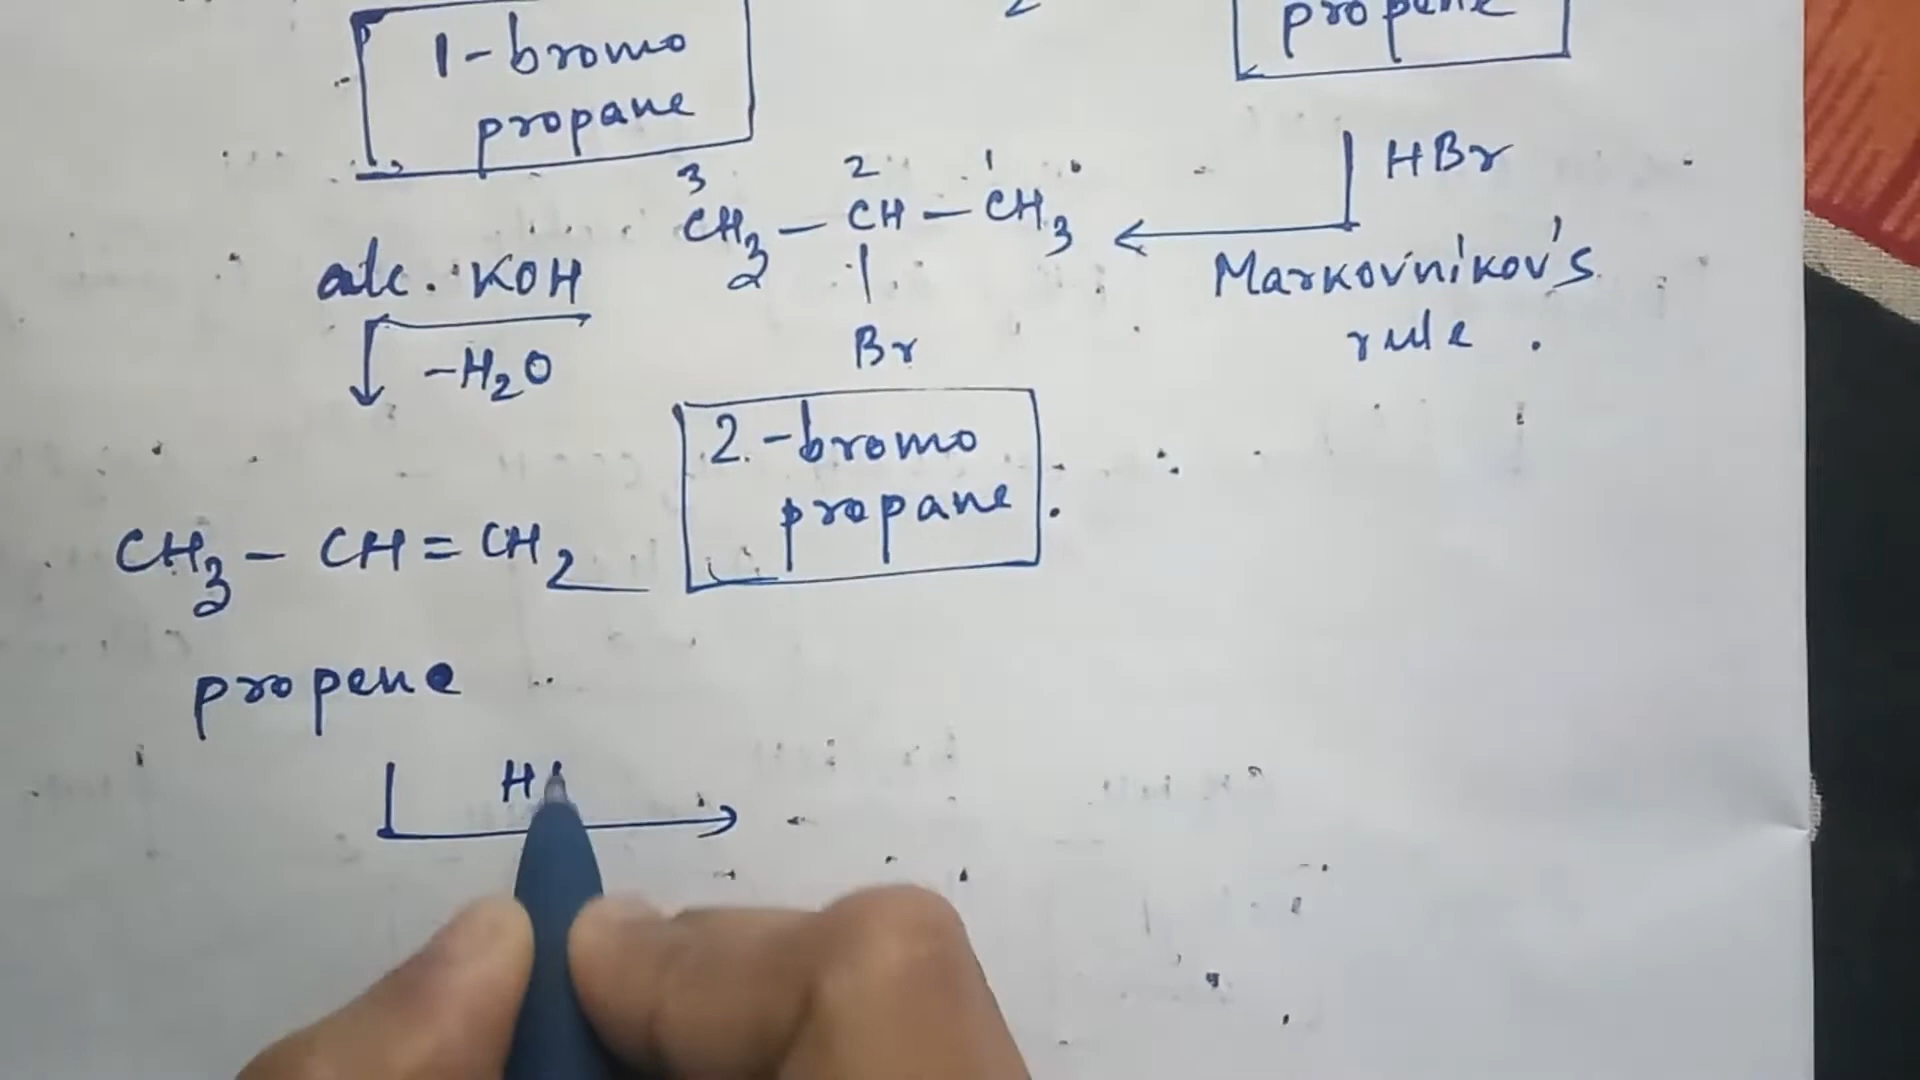 1-bromo
propane
propene
HBr
3 2 1
CH3 — CH — CH3
|
Br
Markovnikov's
rule .
alc. KOH
-H2O
2.-bromo
propane .
CH3 - CH = CH2
propene
H